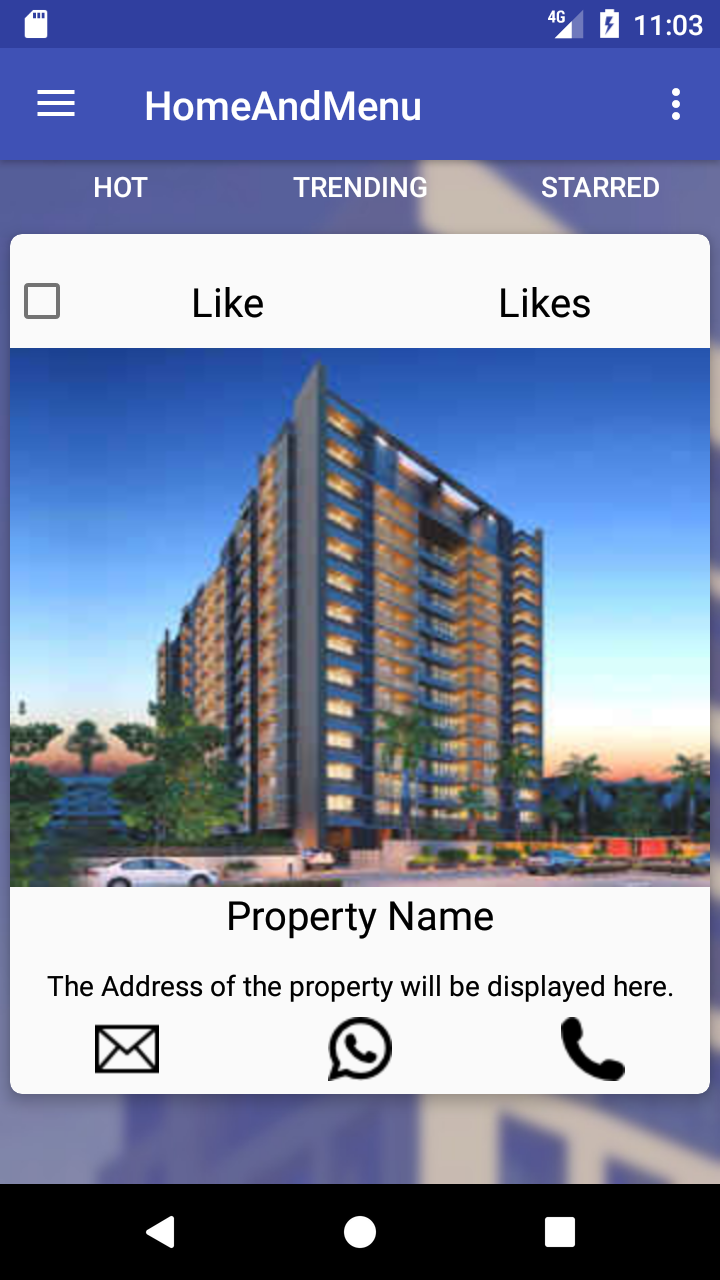 4G 11:03
HomeAndMenu
HOT TRENDING STARRED
Like Likes
Property Name
The Address of the property will be displayed here.